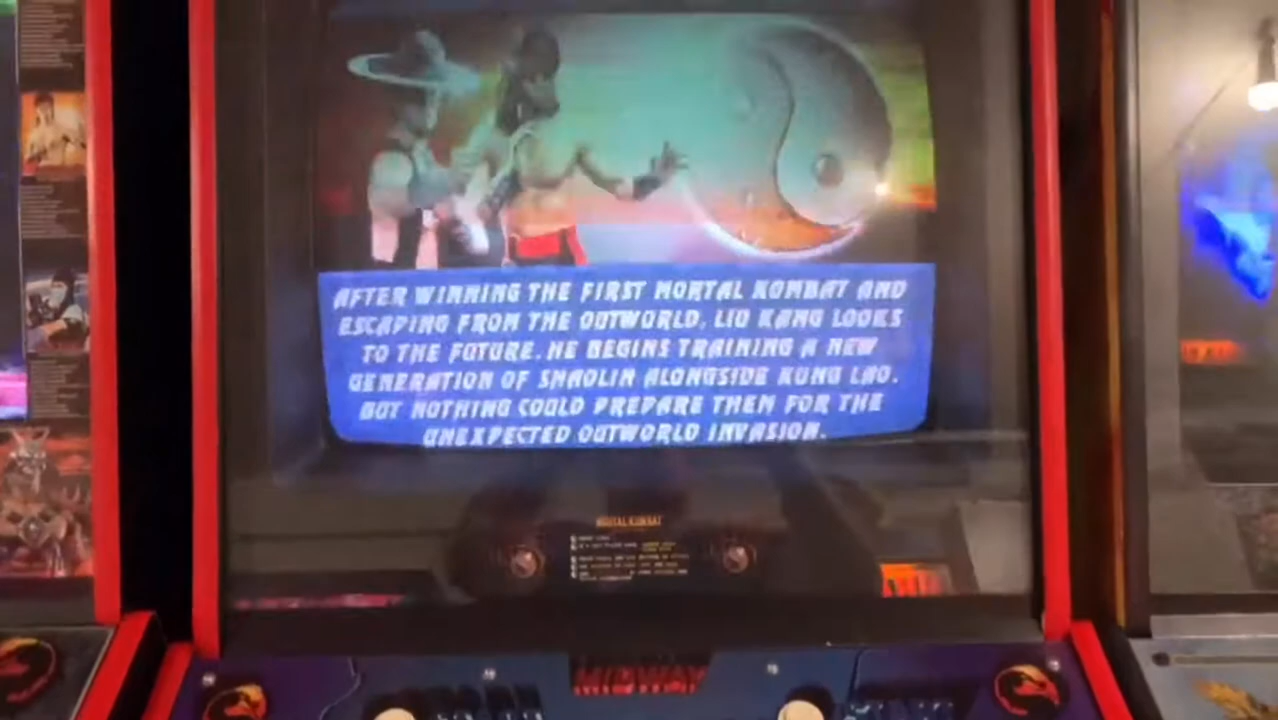 AFTER WINNING THE FIRST MORTAL KOMBAT AND
ESCAPING FROM THE OUTWORLD, LIU KANG LOOKS
TO THE FUTURE. HE BEGINS TRAINING A NEW
GENERATION OF SHAOLIN ALONGSIDE KUNG LAO.
BUT NOTHING COULD PREPARE THEM FOR THE
UNEXPECTED OUTWORLD INVASION.
MORTAL KOMBAT
MIDWAY